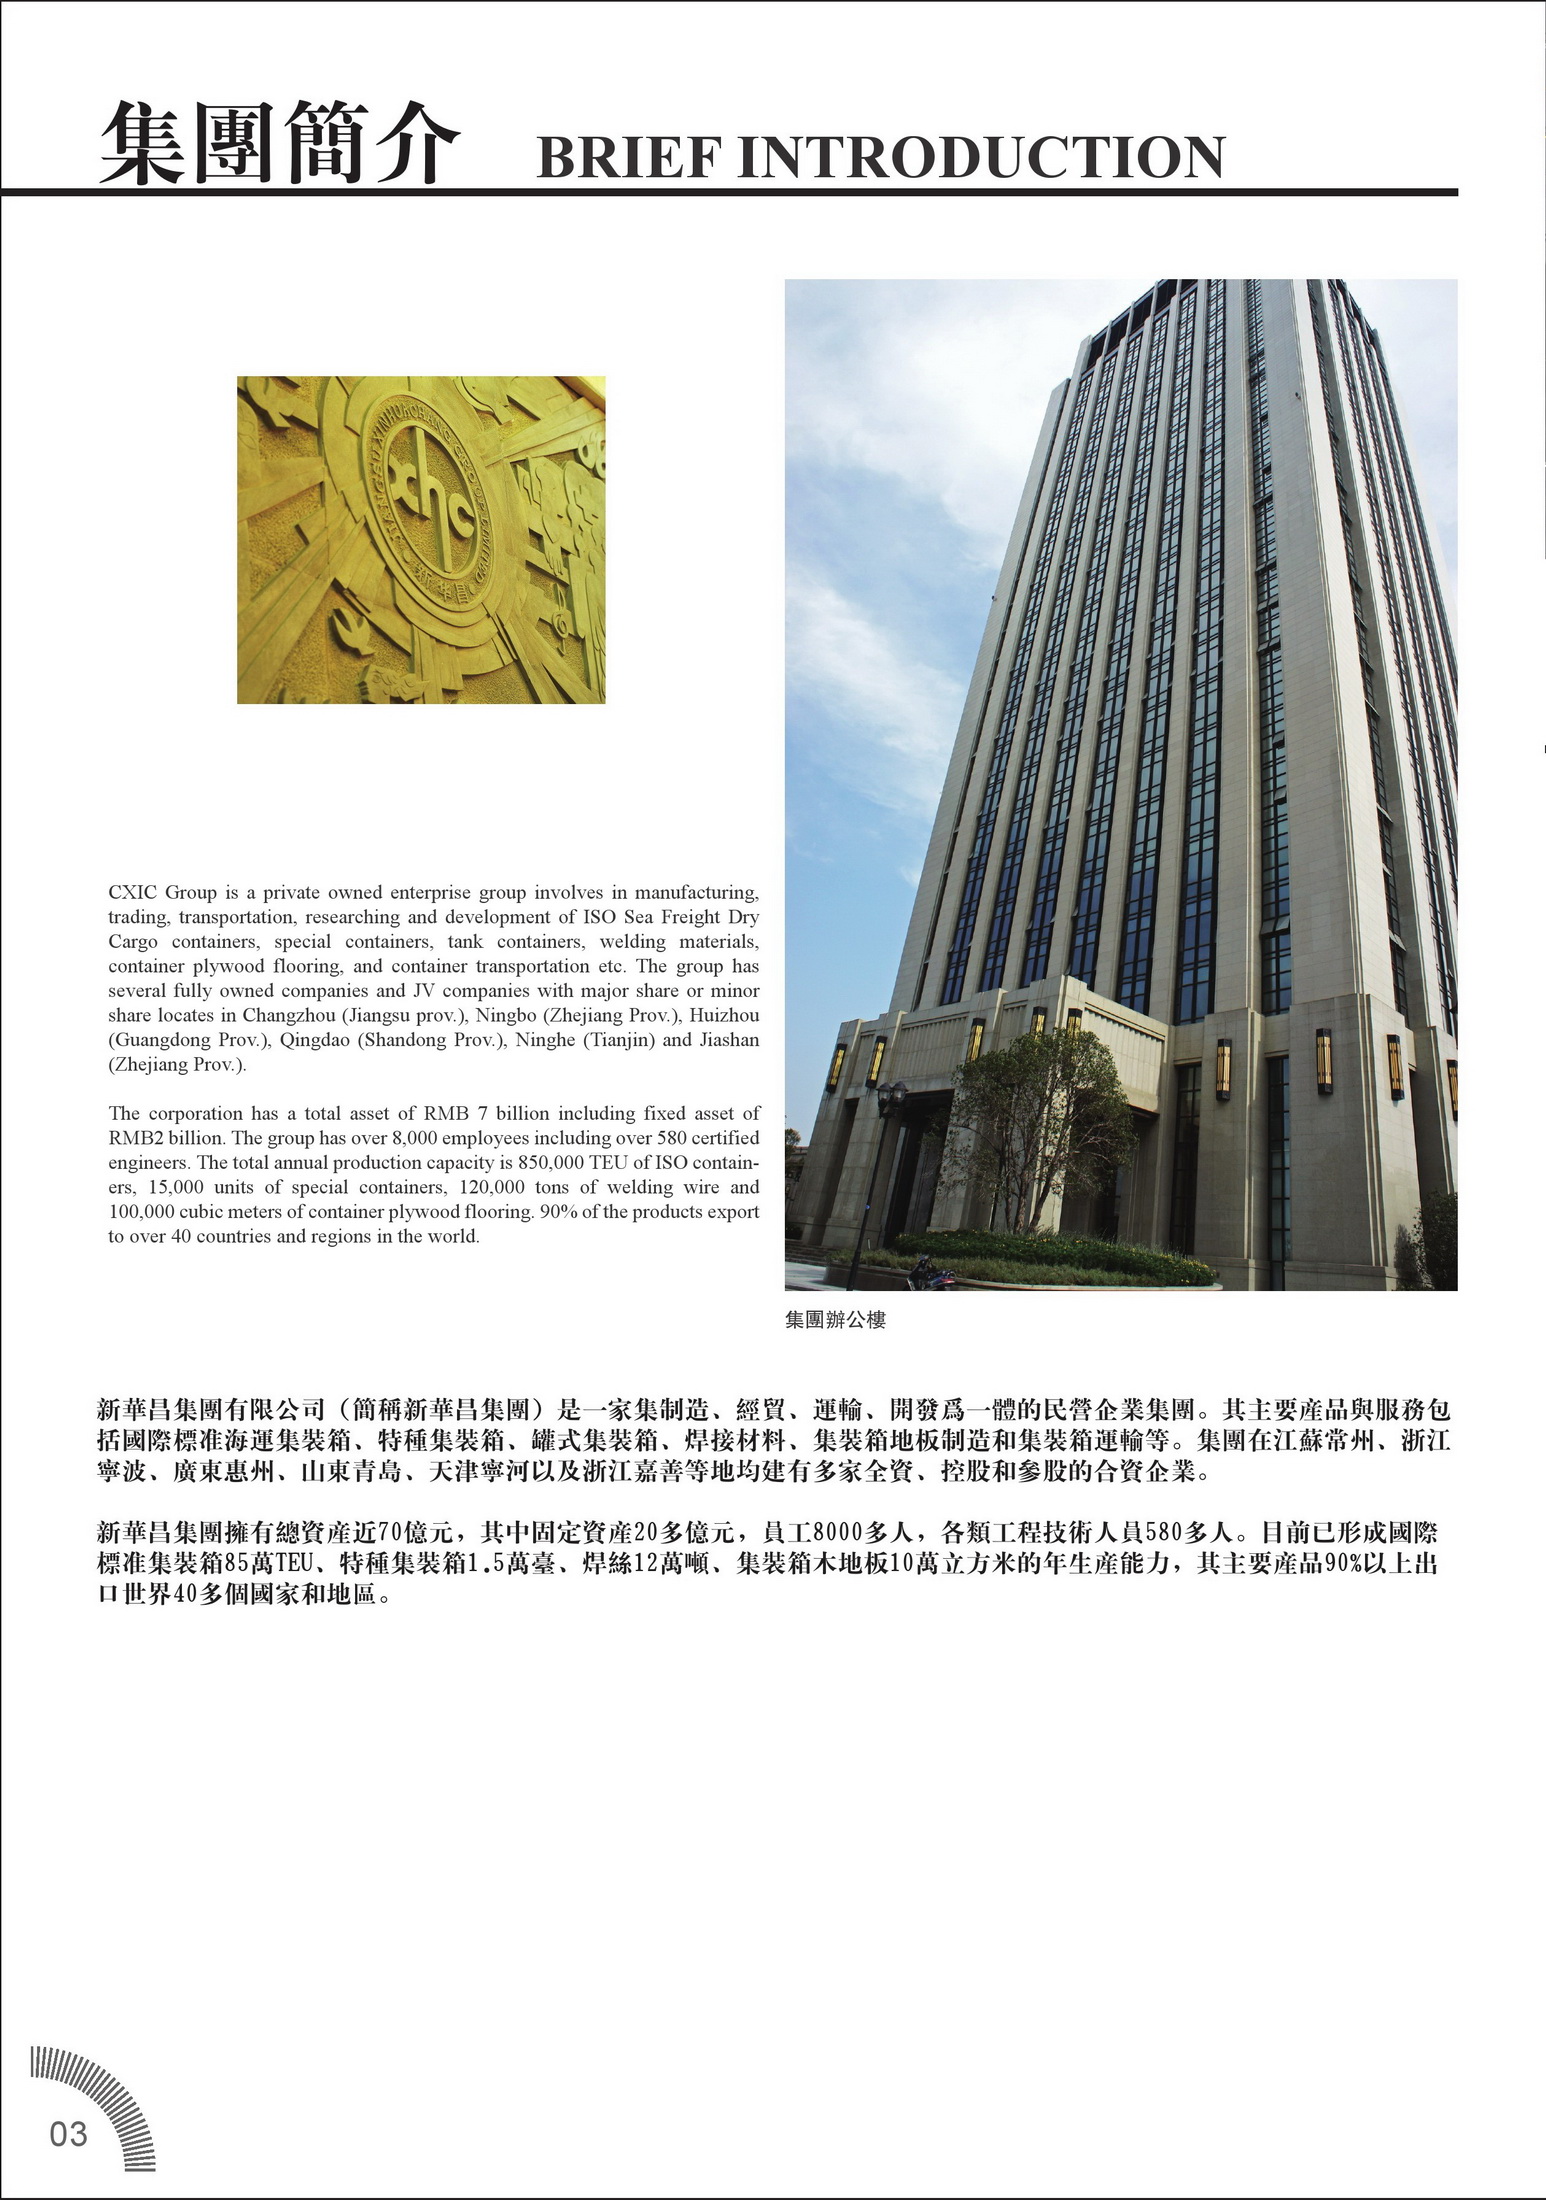 集團簡介 BRIEF INTRODUCTION
xhc
新华昌
CXIC Group is a private owned enterprise group involves in manufacturing,
trading, transportation, researching and development of ISO Sea Freight Dry
Cargo containers, special containers, tank containers, welding materials,
container plywood flooring, and container transportation etc. The group has
several fully owned companies and JV companies with major share or minor
share locates in Changzhou (Jiangsu prov.), Ningbo (Zhejiang Prov.), Huizhou
(Guangdong Prov.), Qingdao (Shandong Prov.), Ninghe (Tianjin) and Jiashan
(Zhejiang Prov.).
The corporation has a total asset of RMB 7 billion including fixed asset of
RMB2 billion. The group has over 8,000 employees including over 580 certified
engineers. The total annual production capacity is 850,000 TEU of ISO contain-
ers, 15,000 units of special containers, 120,000 tons of welding wire and
100,000 cubic meters of container plywood flooring. 90% of the products export
to over 40 countries and regions in the world.
集團辦公樓
新華昌集團有限公司（簡稱新華昌集團）是一家集制造、經貿、運輸、開發爲一體的民營企業集團。其主要産品與服務包
括國際標准海運集裝箱、特種集裝箱、罐式集裝箱、焊接材料、集裝箱地板制造和集裝箱運輸等。集團在江蘇常州、浙江
寧波、廣東惠州、山東青島、天津寧河以及浙江嘉善等地均建有多家全資、控股和參股的合資企業。
新華昌集團擁有總資産近70億元，其中固定資産20多億元，員工8000多人，各類工程技術人員580多人。目前已形成國際
標准集裝箱85萬TEU、特種集裝箱1.5萬臺、焊絲12萬噸、集裝箱木地板10萬立方米的年生産能力，其主要産品90%以上出
口世界40多個國家和地區。
03